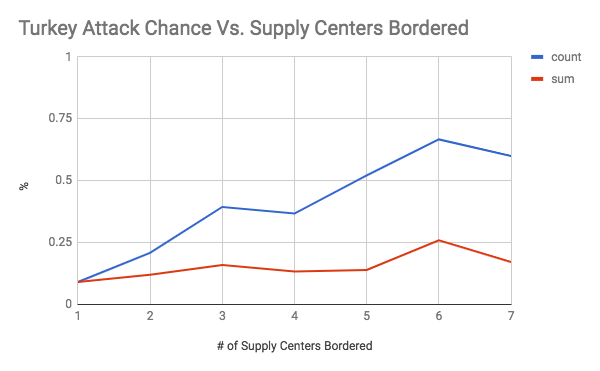 Turkey Attack Chance Vs. Supply Centers Bordered
1
count
sum
0.75
0.5
%
0.25
0
1 2 3 4 5 6 7
# of Supply Centers Bordered